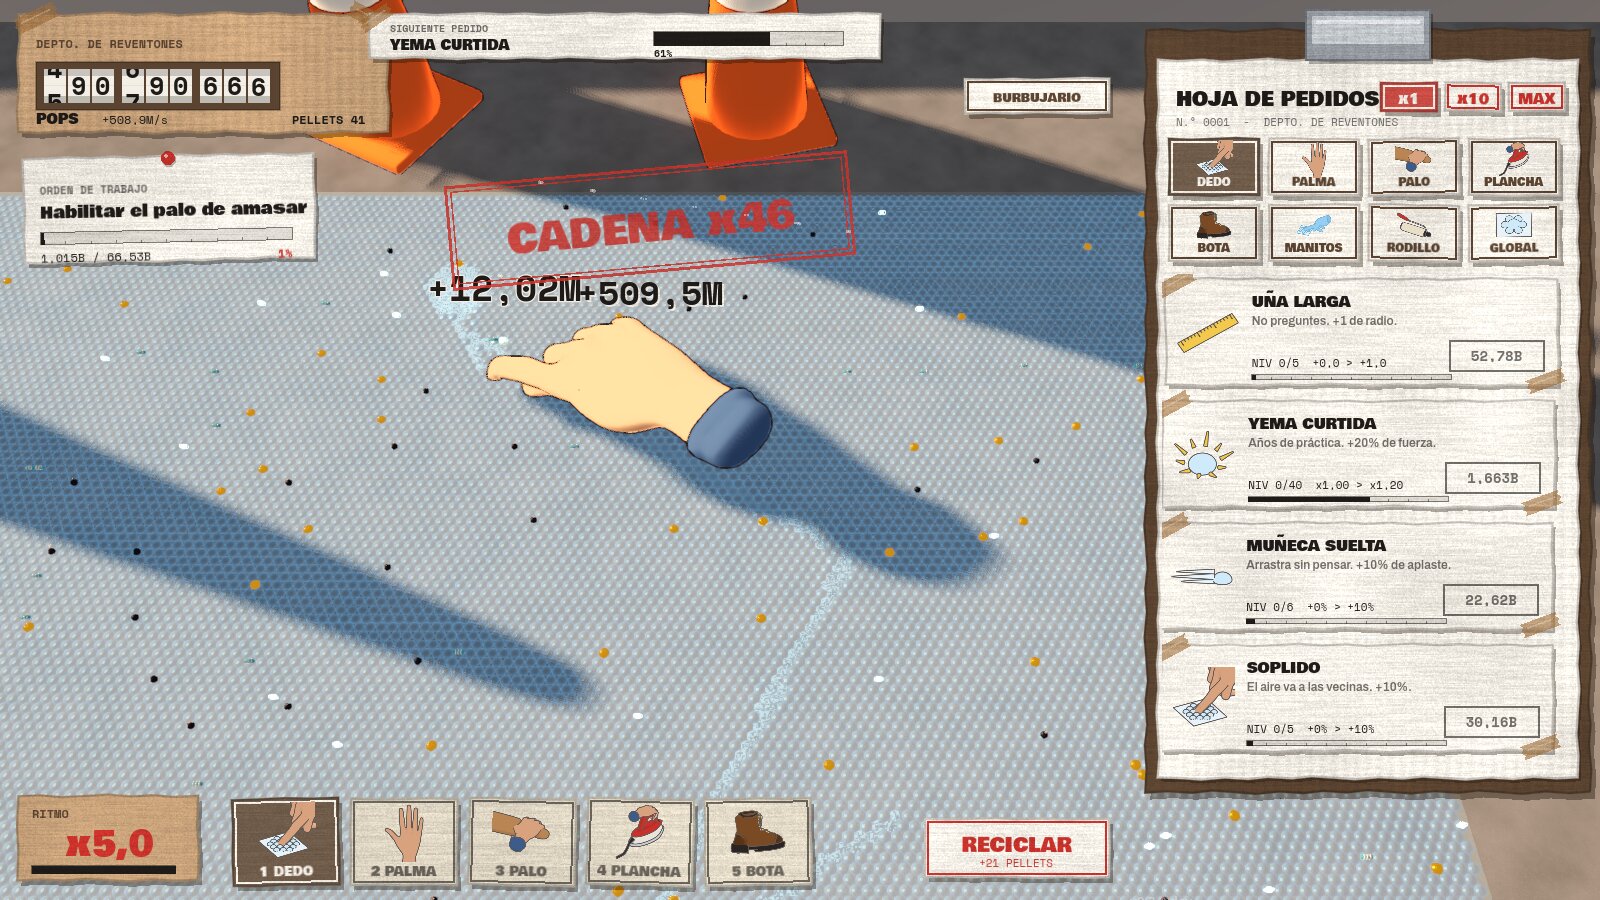 DEPTO. DE REVENTONES
90 90 666
POPS +508,9M/s PELLETS 41
SIGUIENTE PEDIDO
YEMA CURTIDA
61%
ORDEN DE TRABAJO
Habilitar el palo de amasar
1,015B / 66,53B 1%
CADENA x46
+12,02M
+509,5M
BURBUJARIO
HOJA DE PEDIDOS x1 x10 MAX
N.° 0001 - DEPTO. DE REVENTONES
DEDO PALMA PALO PLANCHA
BOTA MANITOS RODILLO GLOBAL
UÑA LARGA
No preguntes. +1 de radio.
NIV 0/5 +0,0 > +1,0
52,78B
YEMA CURTIDA
Años de práctica. +20% de fuerza.
NIV 0/40 x1,00 > x1,20
1,663B
MUÑECA SUELTA
Arrastra sin pensar. +10% de aplaste.
NIV 0/6 +0% > +10%
22,62B
SOPLIDO
El aire va a las vecinas. +10%.
NIV 0/5 +0% > +10%
30,16B
RITMO
x5,0
1 DEDO 2 PALMA 3 PALO 4 PLANCHA 5 BOTA
RECICLAR
+21 PELLETS